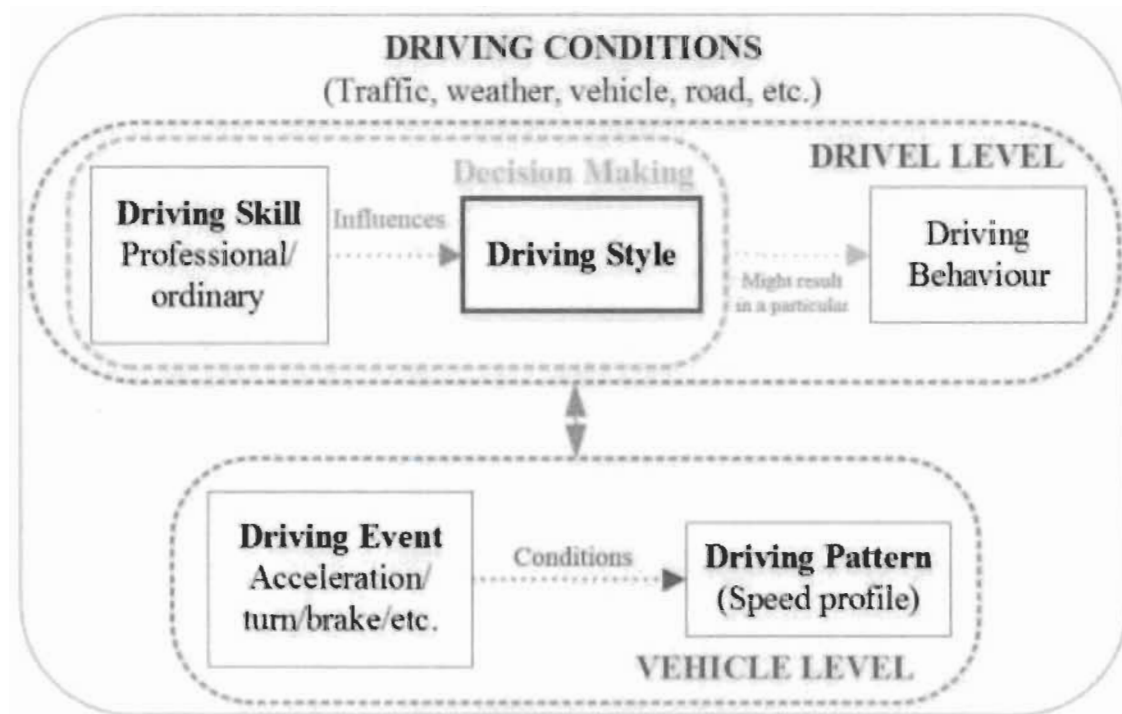 DRIVING CONDITIONS
(Traffic, weather, vehicle, road, etc.)
DRIVEL LEVEL
Decision Making
Driving Skill
Professional/
ordinary
Influences
Driving Style
Might result
in a particular
Driving
Behaviour
Driving Event
Acceleration/
turn/brake/etc.
Conditions
Driving Pattern
(Speed profile)
VEHICLE LEVEL